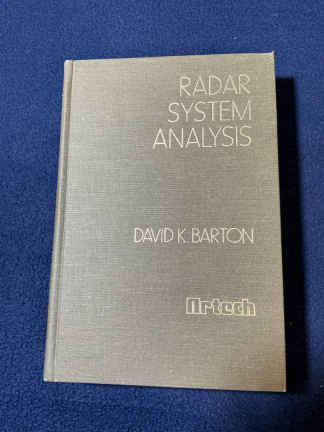 RADAR
SYSTEM
ANALYSIS
DAVID K. BARTON
Artech